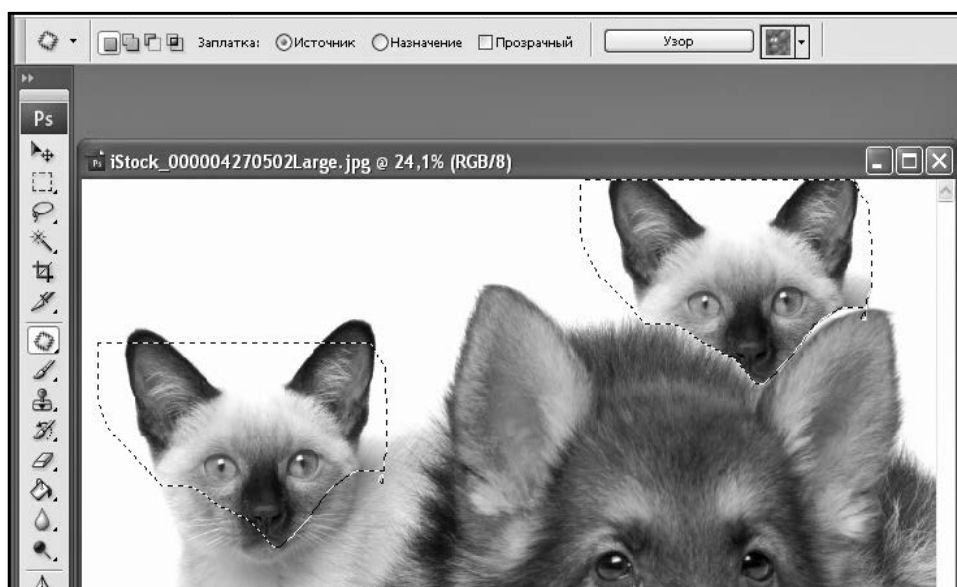 Заплатка: Источник Назначение Прозрачный Узор
Ps
iStock_000004270502Large.jpg @ 24,1% (RGB/8)